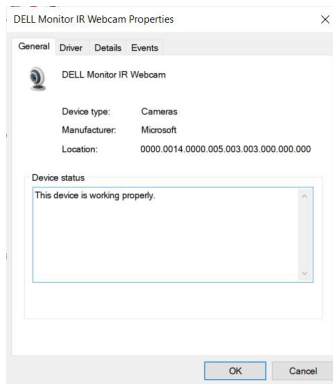 DELL Monitor IR Webcam Properties
General Driver Details Events
DELL Monitor IR Webcam
Device type: Cameras
Manufacturer: Microsoft
Location: 0000.0014.0000.005.003.003.000.000.000
Device status
This device is working properly.
OK Cancel